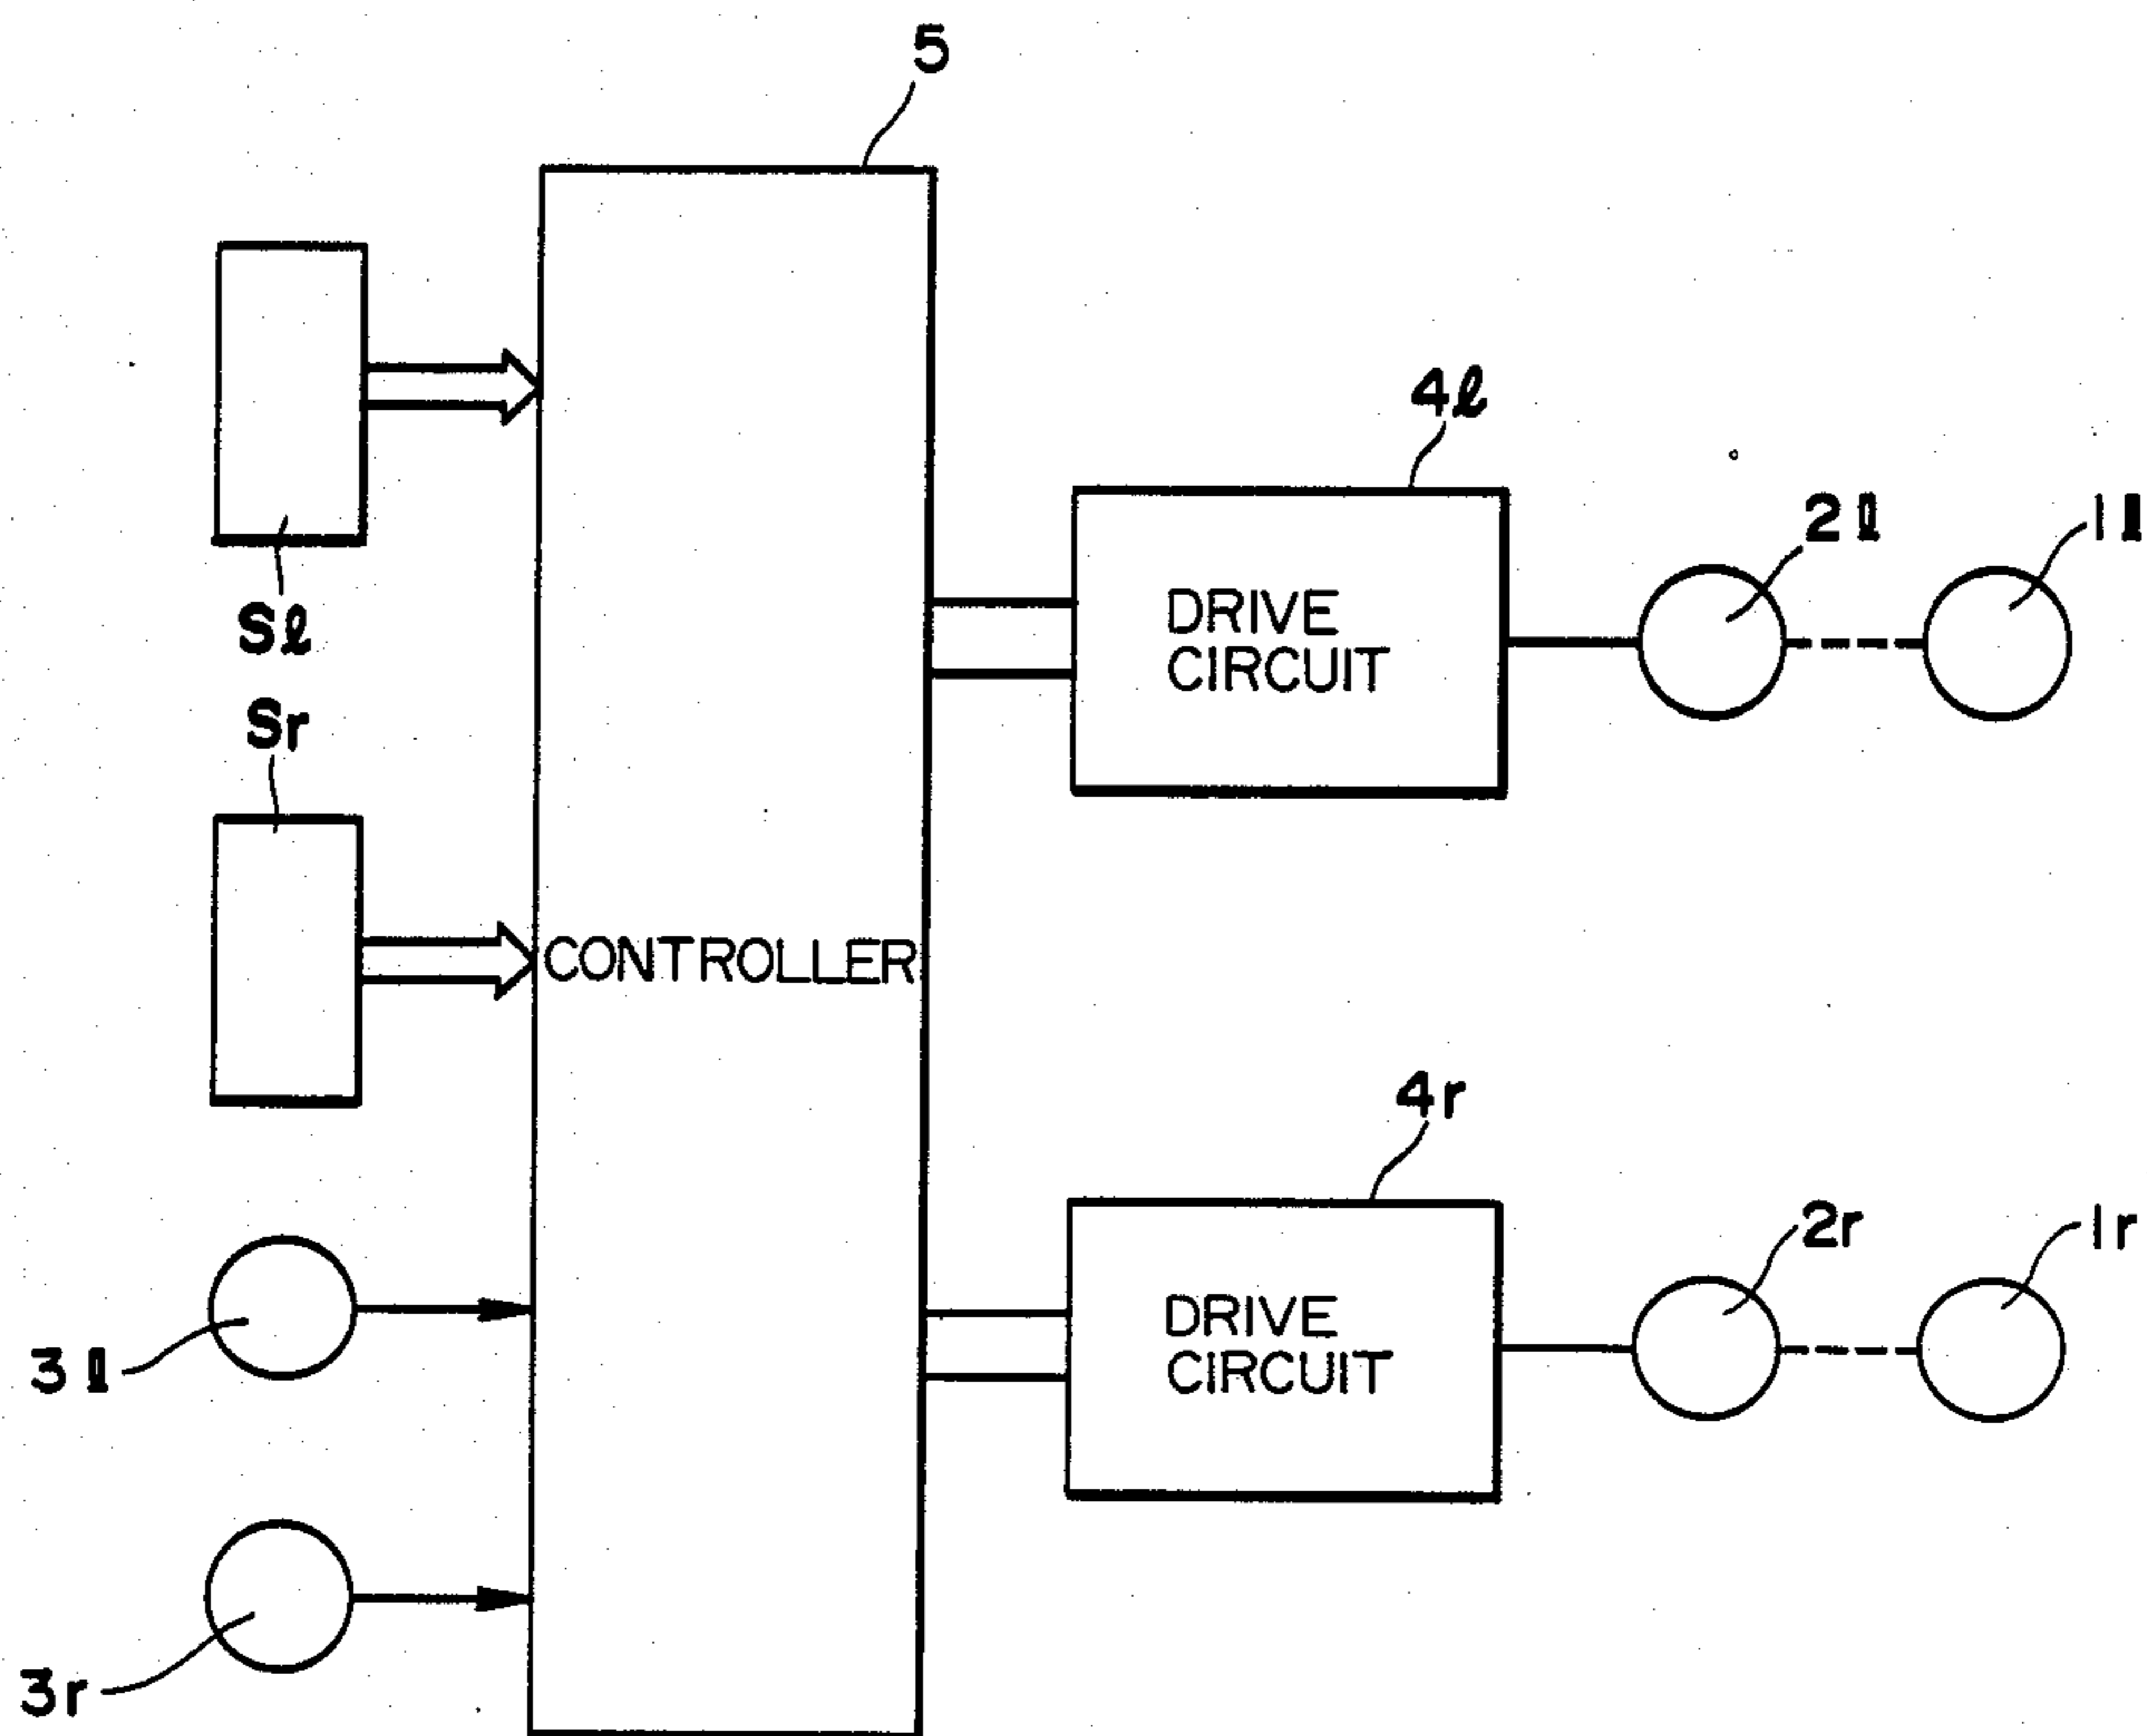 5
4ℓ
2ℓ
1ℓ
DRIVE
CIRCUIT
Sℓ
Sr
CONTROLLER
4r
2r
1r
DRIVE
CIRCUIT
3ℓ
3r